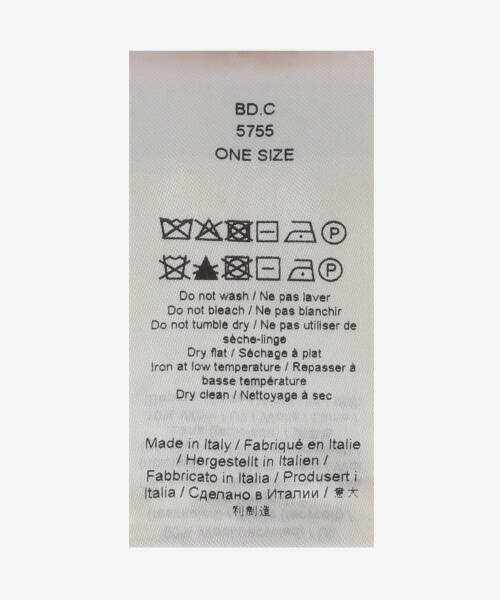 BD.C
5755
ONE SIZE
Do not wash / Ne pas laver
Do not bleach / Ne pas blanchir
Do not tumble dry / Ne pas utiliser de
sèche-linge
Dry flat / Séchage à plat
Iron at low temperature / Repasser à
basse température
Dry clean / Nettoyage à sec
Made in Italy / Fabriqué en Italie
/ Hergestellt in Italien /
Fabbricato in Italia / Produsert i
Italia / Сделано в Италии / 意大
利制造